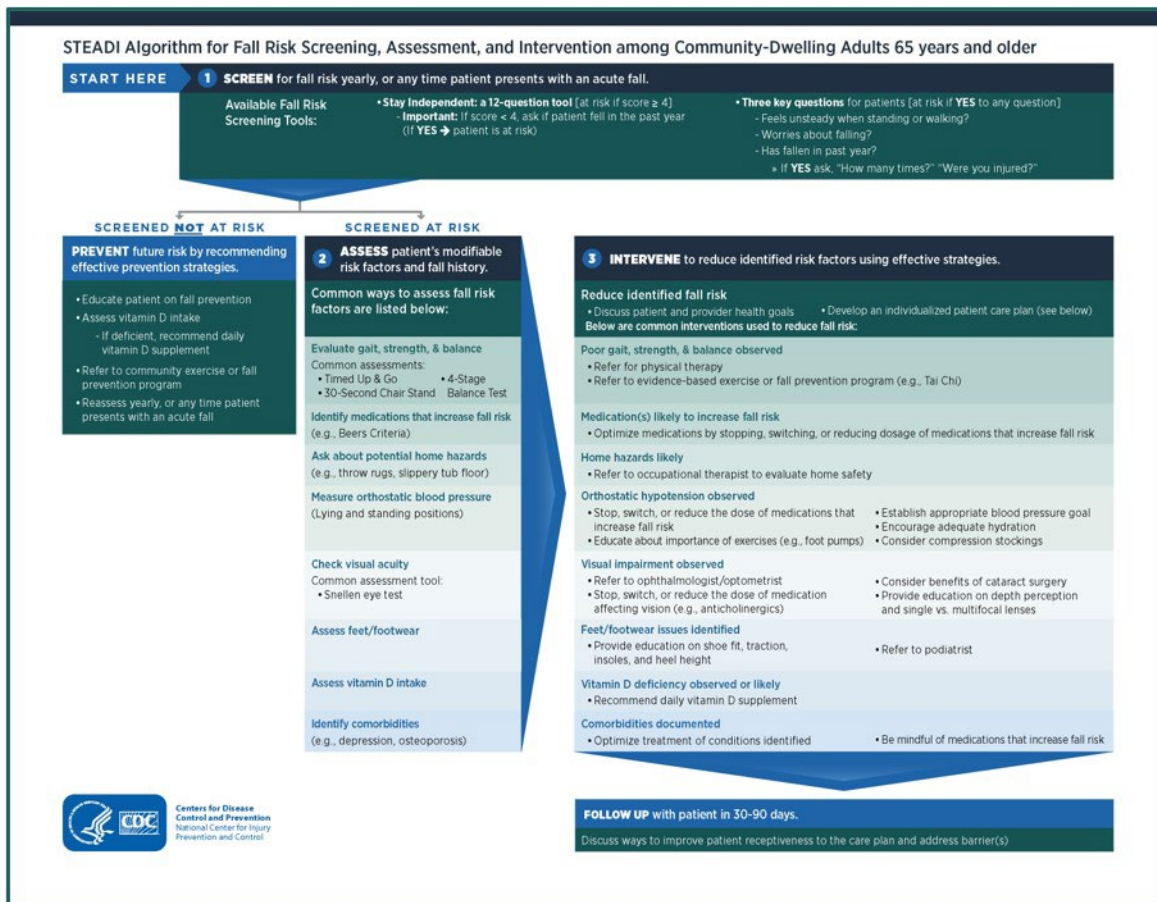 STEADI Algorithm for Fall Risk Screening, Assessment, and Intervention among Community-Dwelling Adults 65 years and older
START HERE
1 SCREEN for fall risk yearly, or any time patient presents with an acute fall.
Available Fall Risk
Screening Tools:
• Stay Independent: a 12-question tool [at risk if score ≥ 4]
- Important: If score < 4, ask if patient fell in the past year
(If YES → patient is at risk)
• Three key questions for patients [at risk if YES to any question]
- Feels unsteady when standing or walking?
- Worries about falling?
- Has fallen in past year?
» If YES ask, “How many times?” “Were you injured?”
SCREENED NOT AT RISK
PREVENT future risk by recommending
effective prevention strategies.
• Educate patient on fall prevention
• Assess vitamin D intake
- If deficient, recommend daily
vitamin D supplement
• Refer to community exercise or fall
prevention program
• Reassess yearly, or any time patient
presents with an acute fall
SCREENED AT RISK
2 ASSESS patient’s modifiable
risk factors and fall history.
Common ways to assess fall risk
factors are listed below:
Evaluate gait, strength, & balance
Common assessments:
• Timed Up & Go • 4-Stage
• 30-Second Chair Stand Balance Test
Identify medications that increase fall risk
(e.g., Beers Criteria)
Ask about potential home hazards
(e.g., throw rugs, slippery tub floor)
Measure orthostatic blood pressure
(Lying and standing positions)
Check visual acuity
Common assessment tool:
• Snellen eye test
Assess feet/footwear
Assess vitamin D intake
Identify comorbidities
(e.g., depression, osteoporosis)
3 INTERVENE to reduce identified risk factors using effective strategies.
Reduce identified fall risk
• Discuss patient and provider health goals • Develop an individualized patient care plan (see below)
Below are common interventions used to reduce fall risk:
Poor gait, strength, & balance observed
• Refer for physical therapy
• Refer to evidence-based exercise or fall prevention program (e.g., Tai Chi)
Medication(s) likely to increase fall risk
• Optimize medications by stopping, switching, or reducing dosage of medications that increase fall risk
Home hazards likely
• Refer to occupational therapist to evaluate home safety
Orthostatic hypotension observed
• Stop, switch, or reduce the dose of medications that
increase fall risk
• Educate about importance of exercises (e.g., foot pumps)
• Establish appropriate blood pressure goal
• Encourage adequate hydration
• Consider compression stockings
Visual impairment observed
• Refer to ophthalmologist/optometrist
• Stop, switch, or reduce the dose of medication
affecting vision (e.g., anticholinergics)
• Consider benefits of cataract surgery
• Provide education on depth perception
and single vs. multifocal lenses
Feet/footwear issues identified
• Provide education on shoe fit, traction,
insoles, and heel height
• Refer to podiatrist
Vitamin D deficiency observed or likely
• Recommend daily vitamin D supplement
Comorbidities documented
• Optimize treatment of conditions identified
• Be mindful of medications that increase fall risk
FOLLOW UP with patient in 30-90 days.
Discuss ways to improve patient receptiveness to the care plan and address barrier(s)
CDC
Centers for Disease
Control and Prevention
National Center for Injury
Prevention and Control